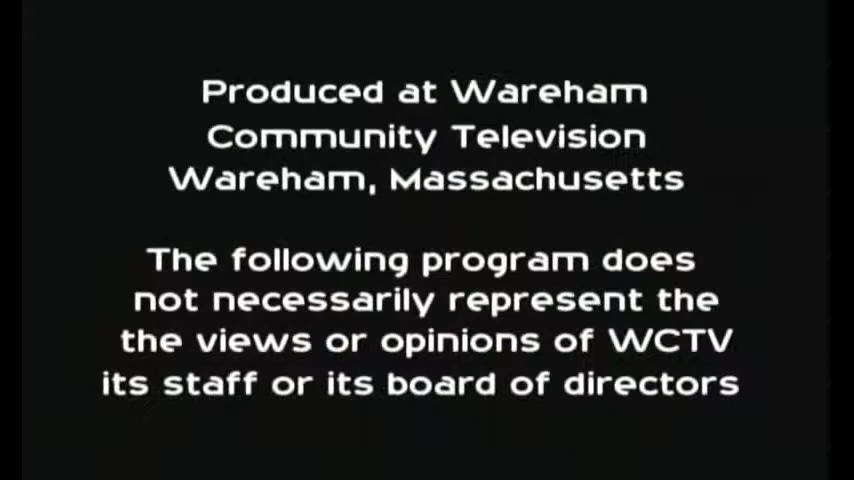 Produced at Wareham
Community Television
Wareham, Massachusetts
The following program does
not necessarily represent the
the views or opinions of WCTV
its staff or its board of directors